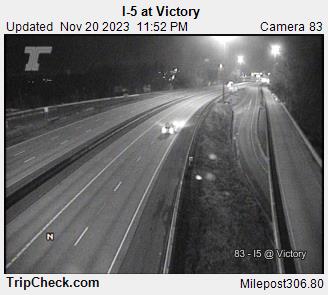 I-5 at Victory
Updated Nov 20 2023 11:52 PM Camera 83
T
N
83 - I5 @ Victory
TripCheck.com Milepost306.80